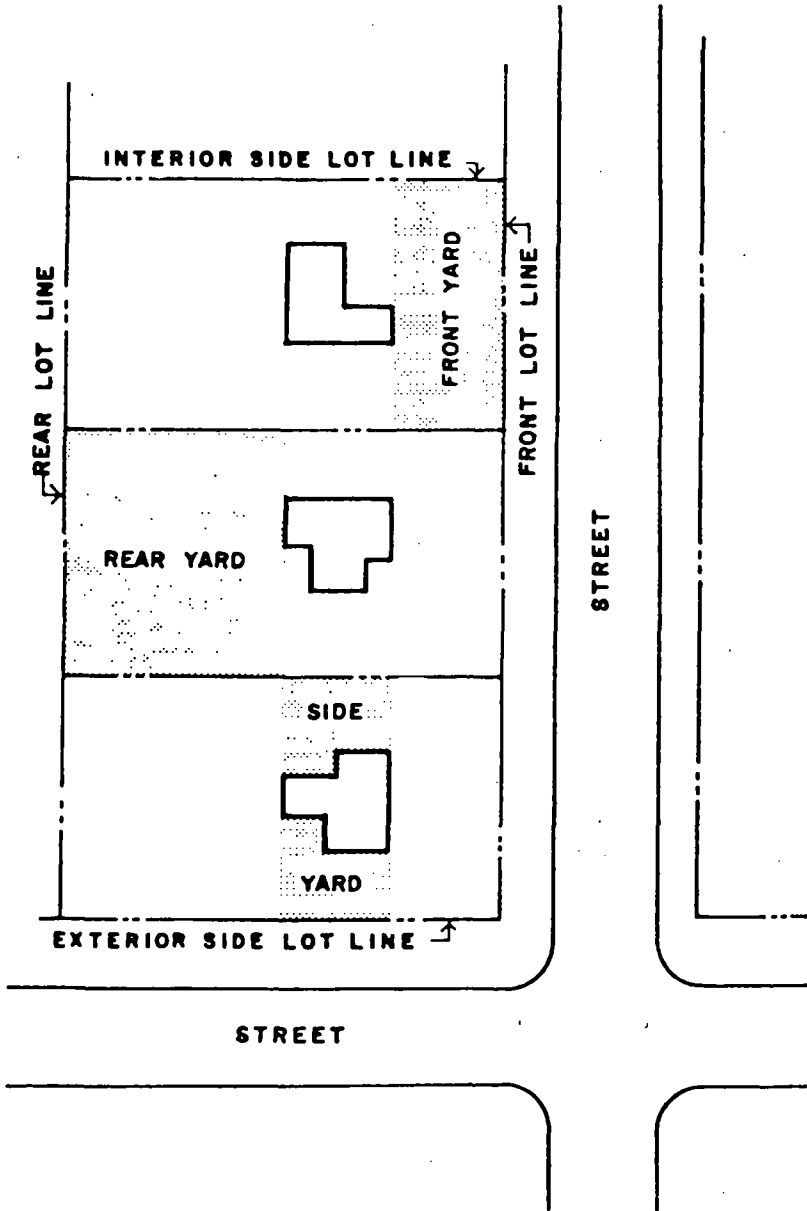 INTERIOR SIDE LOT LINE
FRONT YARD
FRONT LOT LINE
REAR LOT LINE
REAR YARD
STREET
SIDE
YARD
EXTERIOR SIDE LOT LINE
STREET